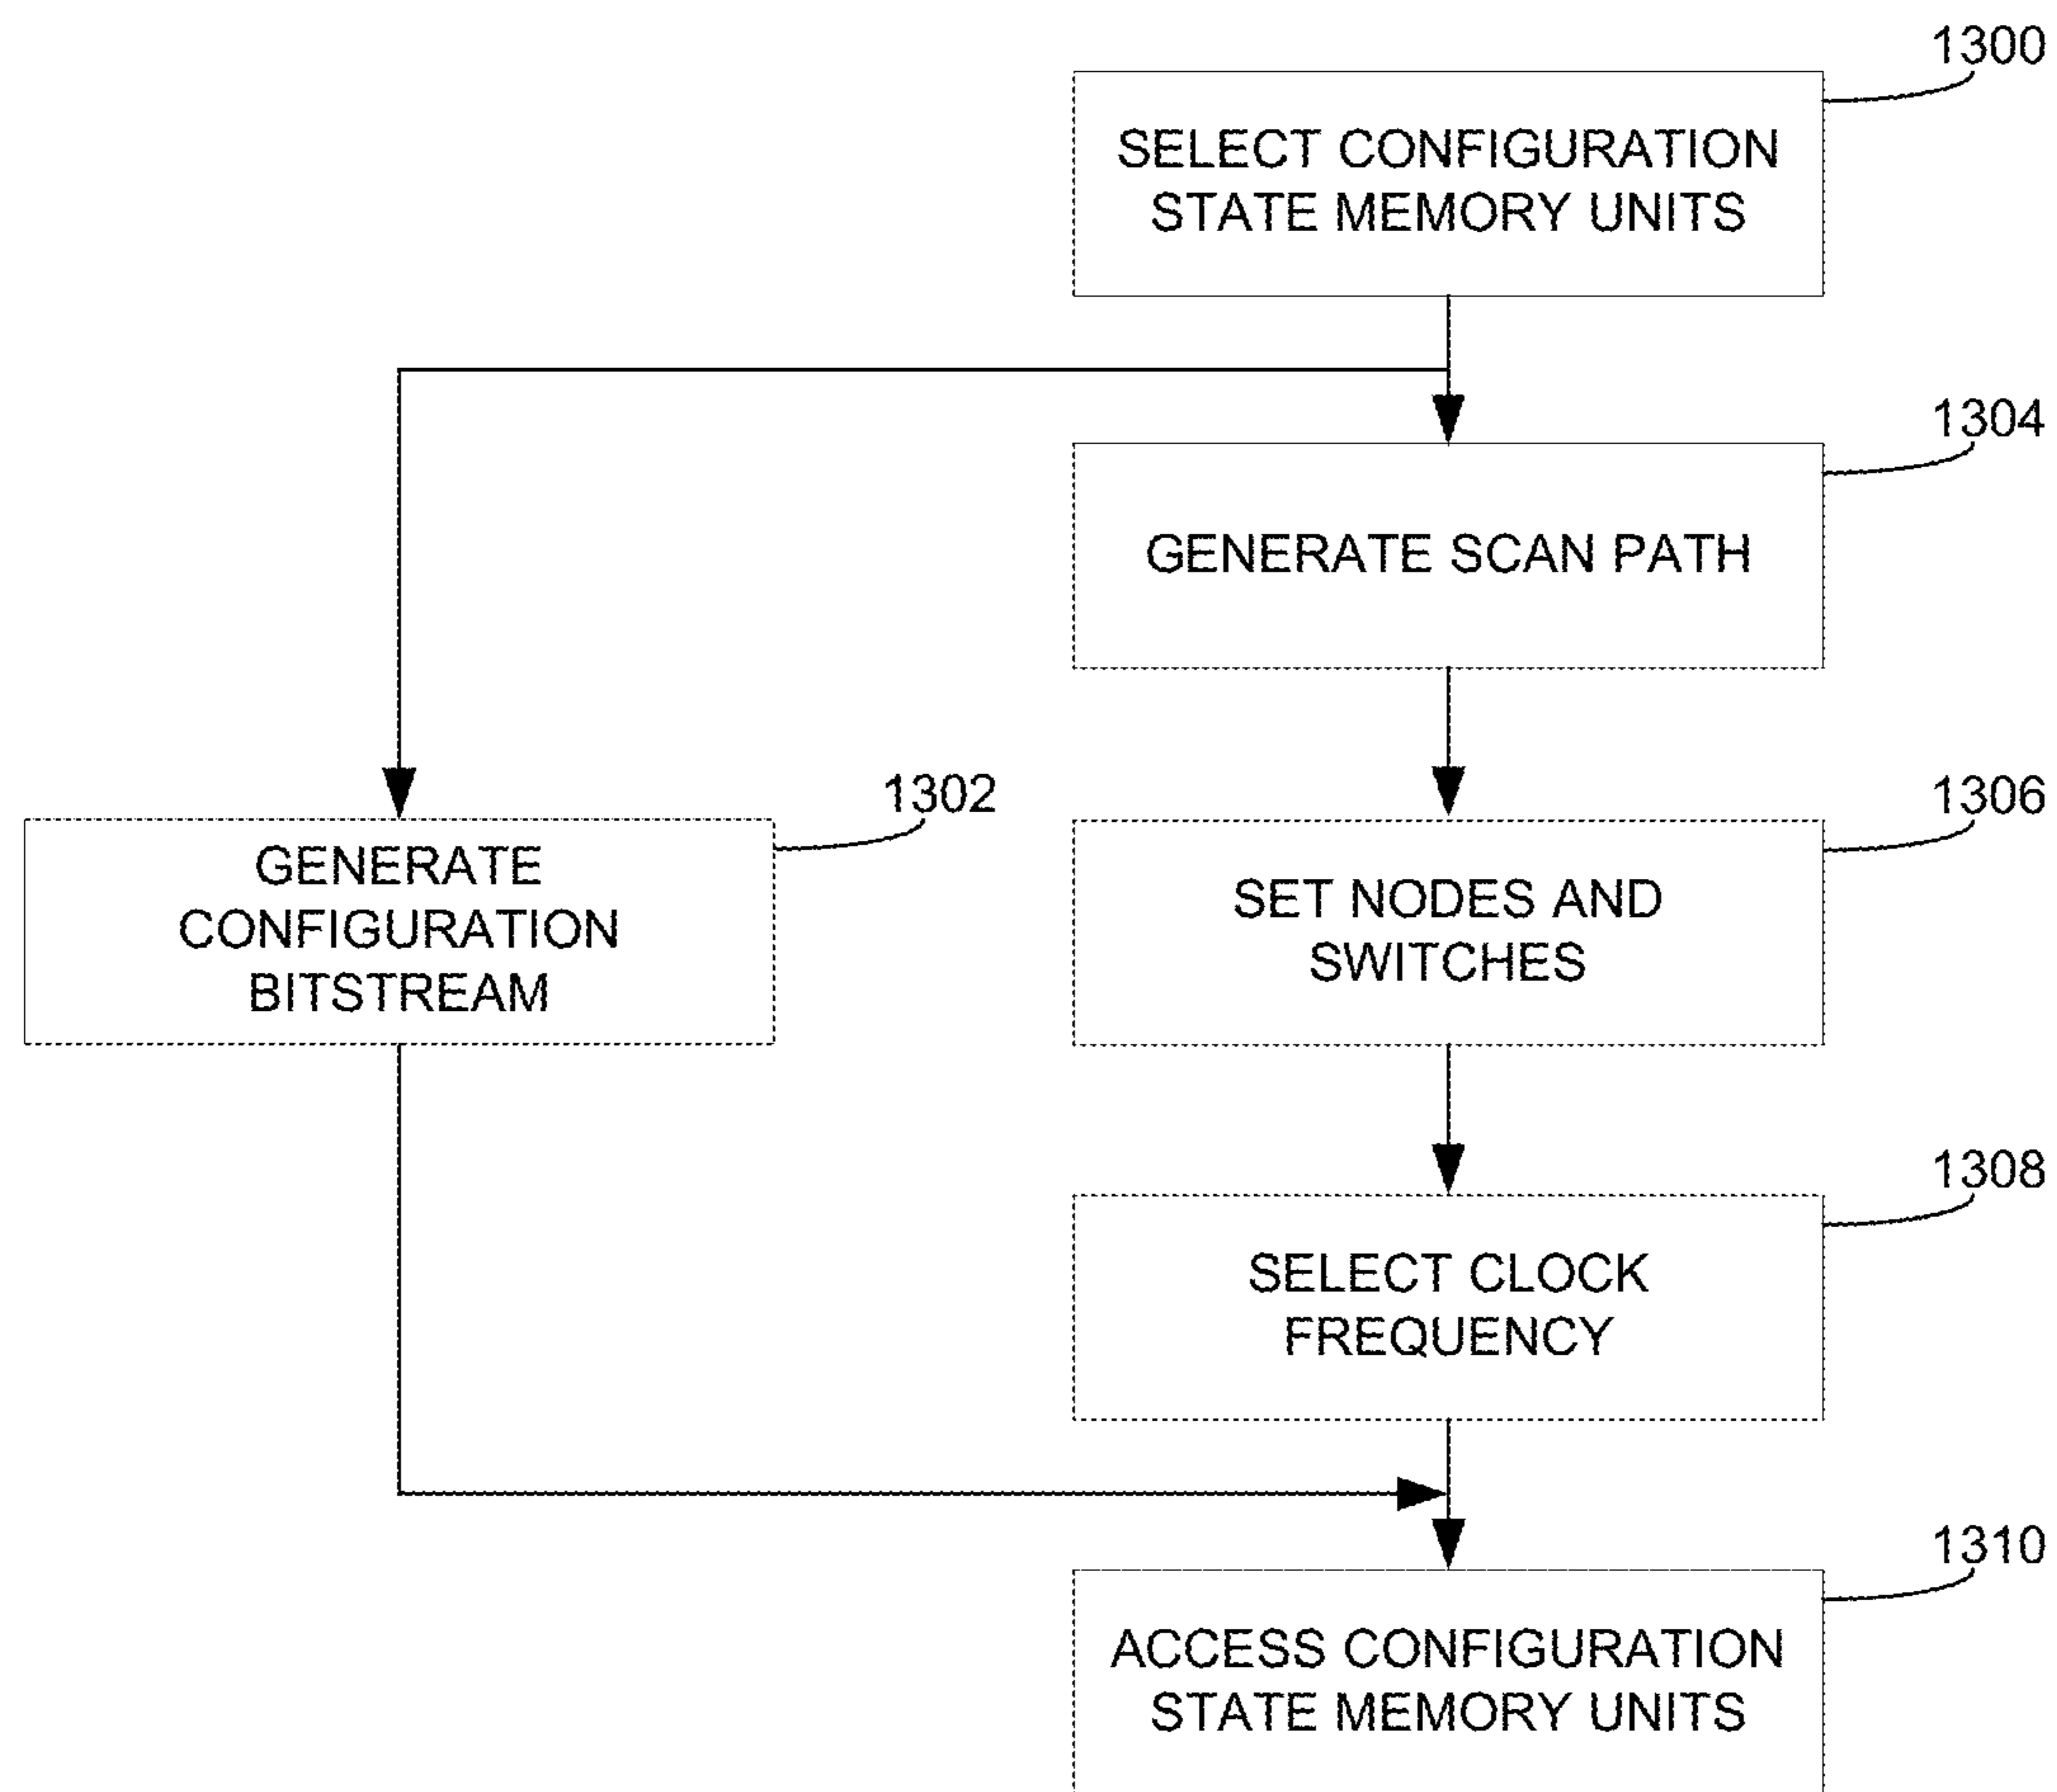 1300
SELECT CONFIGURATION
STATE MEMORY UNITS
1304
GENERATE SCAN PATH
1302
GENERATE
CONFIGURATION
BITSTREAM
1306
SET NODES AND
SWITCHES
1308
SELECT CLOCK
FREQUENCY
1310
ACCESS CONFIGURATION
STATE MEMORY UNITS